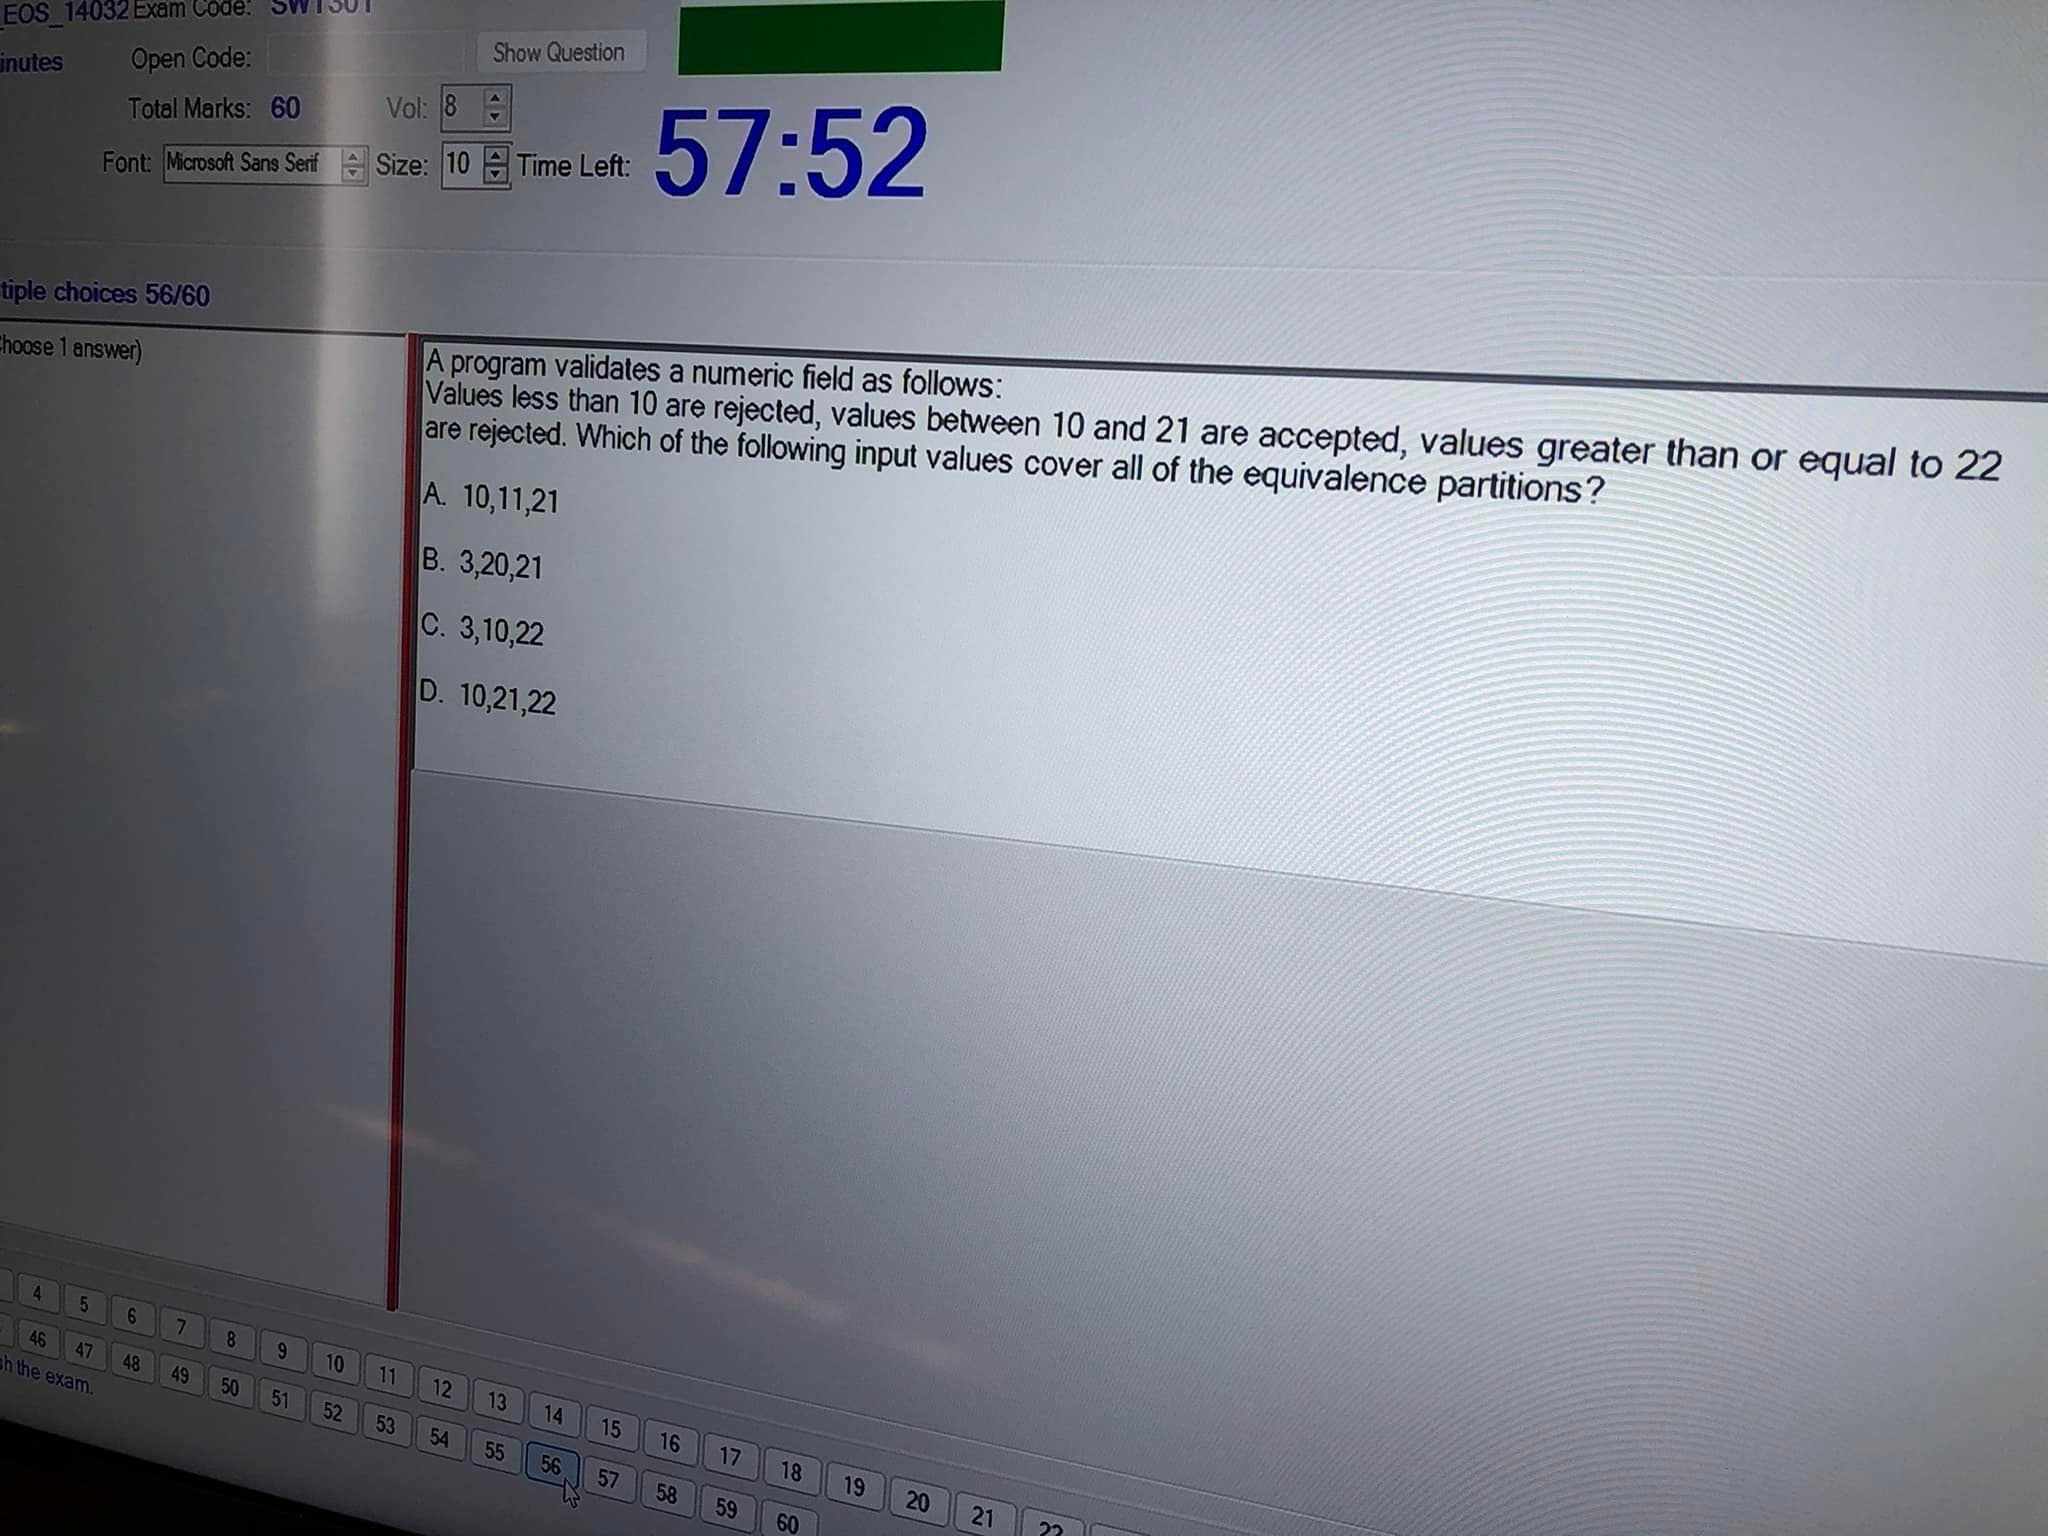 EOS_14032 Exam Code: SWT301
inutes Open Code: Show Question
Total Marks: 60 Vol: 8
Font: Microsoft Sans Serif Size: 10 Time Left: 57:52
tiple choices 56/60
hoose 1 answer)
A program validates a numeric field as follows:
Values less than 10 are rejected, values between 10 and 21 are accepted, values greater than or equal to 22
are rejected. Which of the following input values cover all of the equivalence partitions?
A. 10,11,21
B. 3,20,21
C. 3,10,22
D. 10,21,22
4 5 6 7 8 9 10 11 12 13 14 15 16 17 18 19 20 21 22
46 47 48 49 50 51 52 53 54 55 56 57 58 59 60
sh the exam.